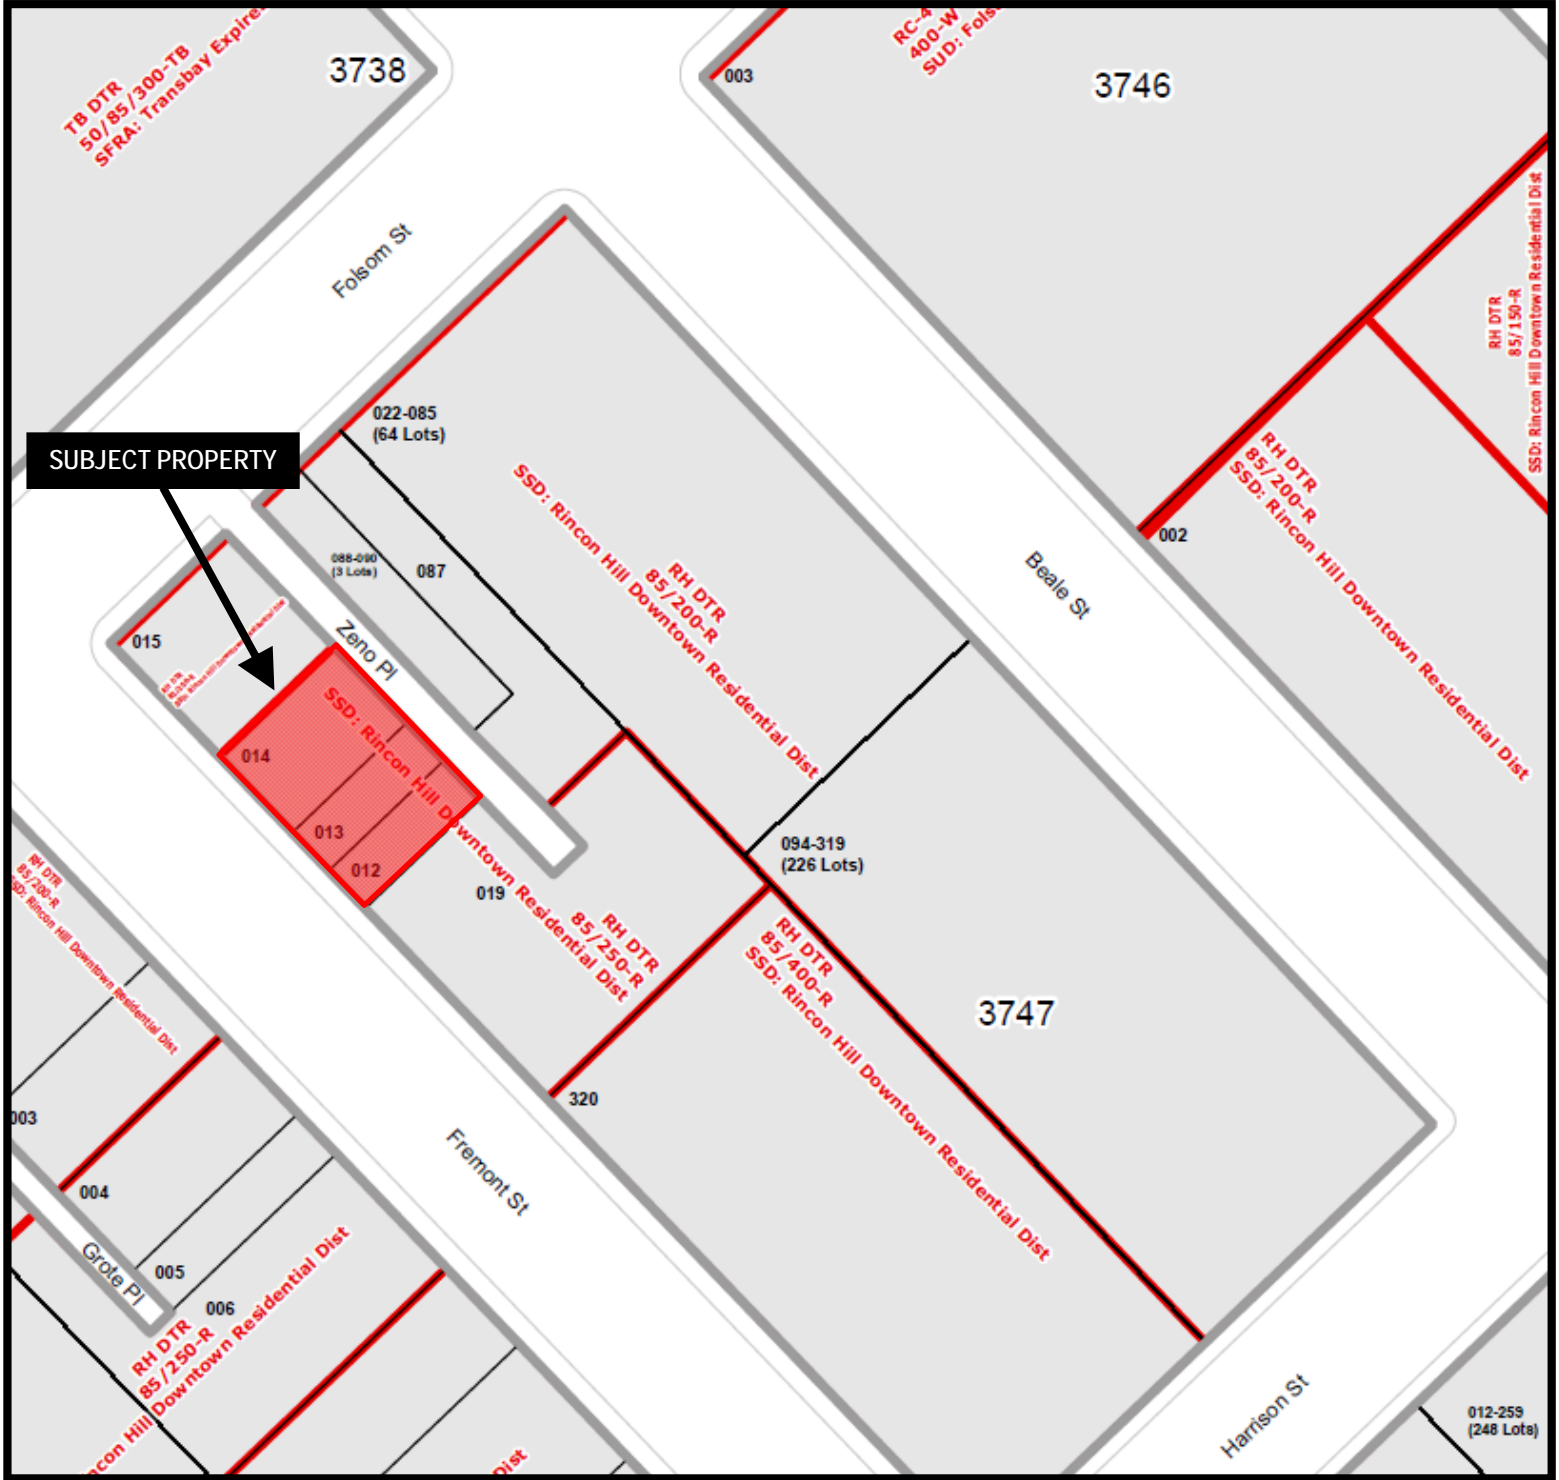 TB DTR
50/85/300-TB
SFRA: Transbay Expire
3738
RC-4
400-W
SUD: Fols
003
3746
Folsom St
RH DTR
85/150-R
SSD: Rincon Hill Downtown Residential Dist
022-085
(64 Lots)
SUBJECT PROPERTY
RH DTR
85/200-R
SSD: Rincon Hill Downtown Residential Dist
RH DTR
85/200-R
SSD: Rincon Hill Downtown Residential Dist
002
Beale St
088-090
(3 Lots)
087
015
Zeno Pl
014
013
012
RH DTR
85/250-R
SSD: Rincon Hill Downtown Residential Dist
019
094-319
(226 Lots)
RH DTR
85/200-R
SSD: Rincon Hill Downtown Residential Dist
RH DTR
85/400-R
SSD: Rincon Hill Downtown Residential Dist
3747
320
003
Fremont St
004
Grote Pl
005
006
RH DTR
85/250-R
ncon Hill Downtown Residential Dist
Dist
Harrison St
012-259
(248 Lots)